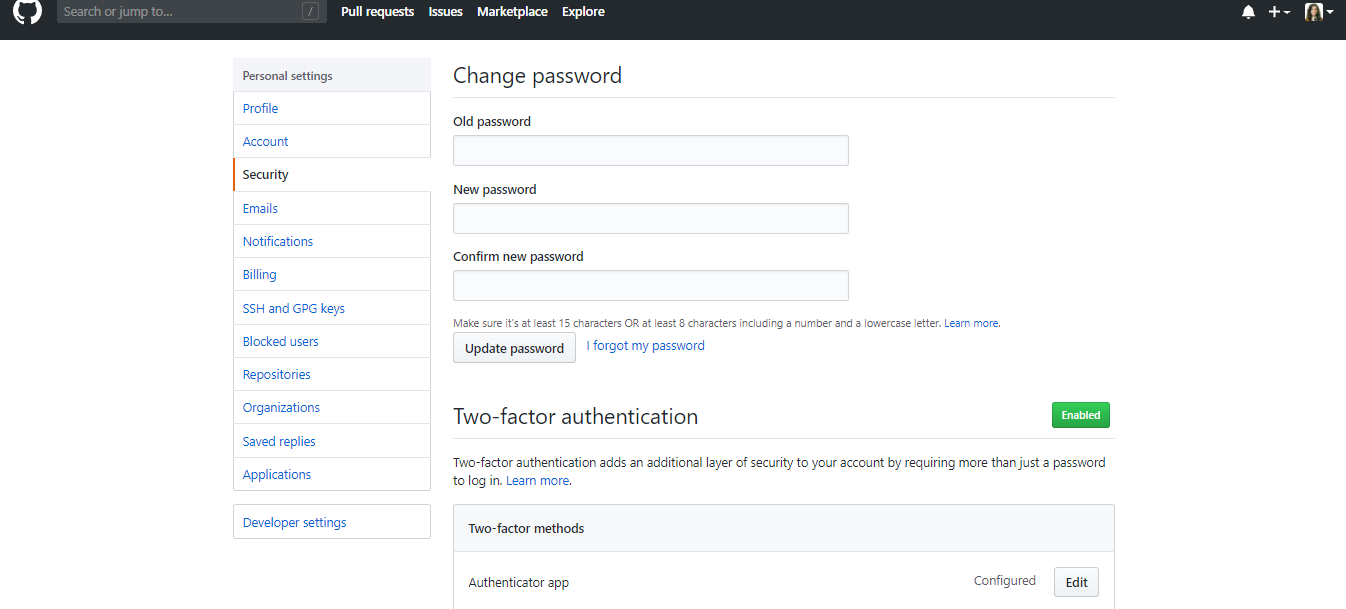 Search or jump to... /
Pull requests Issues Marketplace Explore
Personal settings
Profile
Account
Security
Emails
Notifications
Billing
SSH and GPG keys
Blocked users
Repositories
Organizations
Saved replies
Applications
Developer settings
Change password
Old password
New password
Confirm new password
Make sure it's at least 15 characters OR at least 8 characters including a number and a lowercase letter. Learn more.
Update password I forgot my password
Two-factor authentication Enabled
Two-factor authentication adds an additional layer of security to your account by requiring more than just a password
to log in. Learn more.
Two-factor methods
Authenticator app Configured Edit